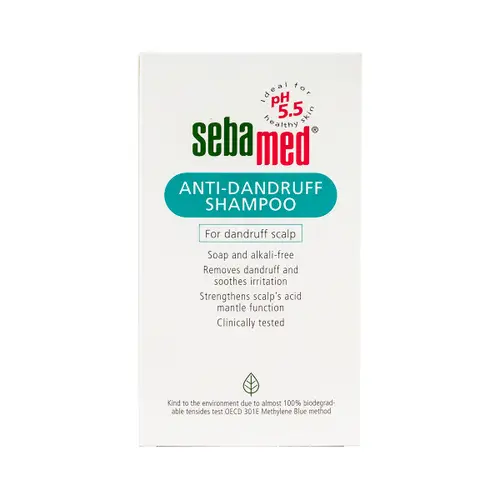 Ideal for healthy skin
pH
5.5
sebamed®
ANTI-DANDRUFF
SHAMPOO
For dandruff scalp
Soap and alkali-free
Removes dandruff and
soothes irritation
Strengthens scalp's acid
mantle function
Clinically tested
Kind to the environment due to almost 100% biodegrad-
able tensides test OECD 301E Methylene Blue method